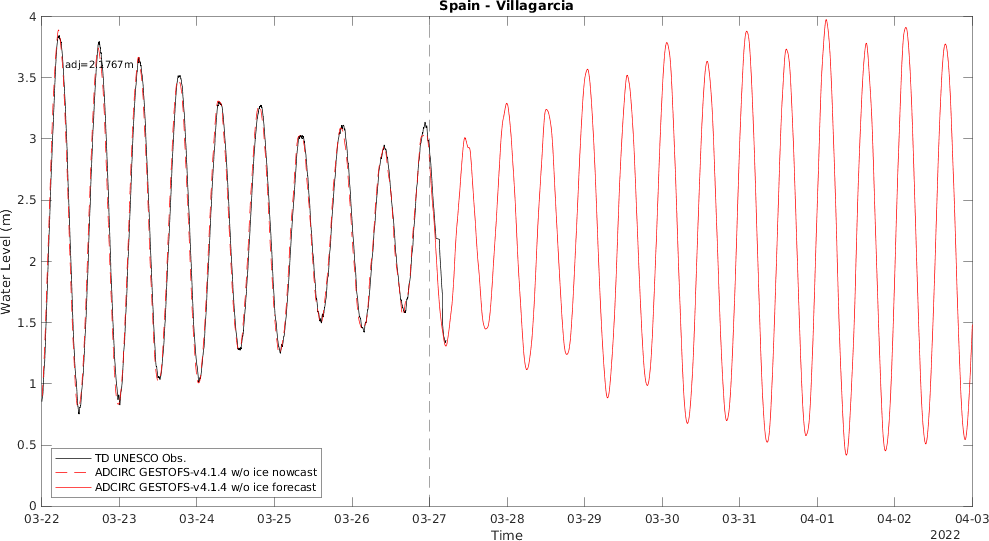 Spain - Villagarcia
Water Level (m)
4
3.5
3
2.5
2
1.5
1
0.5
0
adj=2.1767m
TD UNESCO Obs.
ADCIRC GESTOFS-v4.1.4 w/o ice nowcast
ADCIRC GESTOFS-v4.1.4 w/o ice forecast
03-22 03-23 03-24 03-25 03-26 03-27 03-28 03-29 03-30 03-31 04-01 04-02 04-03
Time
2022